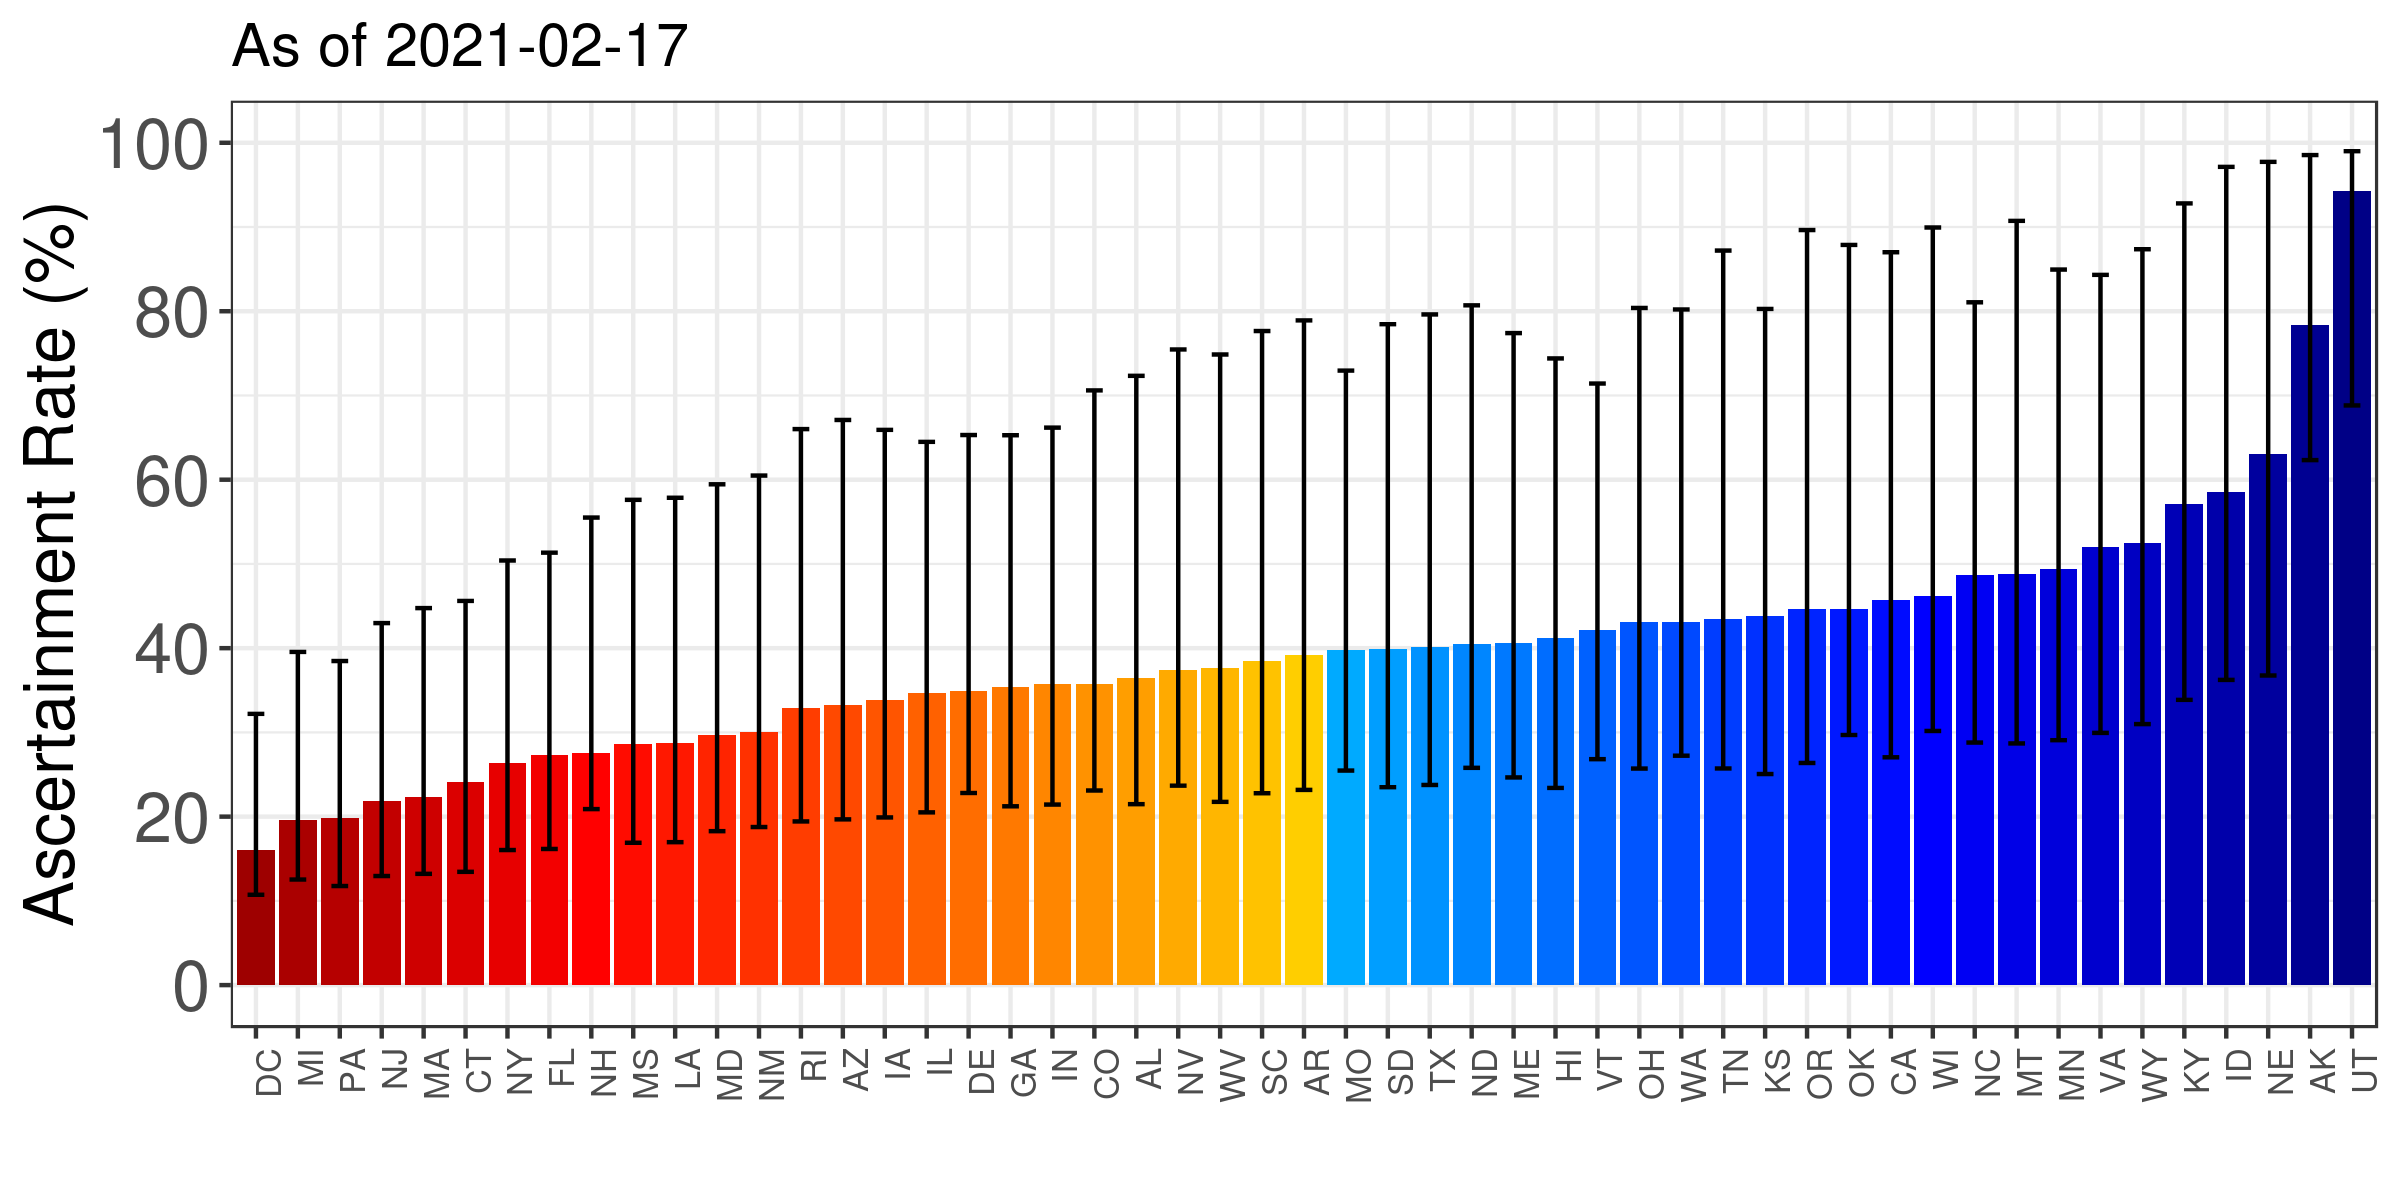 As of 2021-02-17
Ascertainment Rate (%)
100
80
60
40
20
0
DC MI PA NJ MA CT NY FL NH MS LA MD NM RI AZ IA IL DE GA IN CO AL NV WV SC AR MO SD TX ND ME HI VT OH WA TN KS OR OK CA WI NC MT MN VA WY KY ID NE AK UT